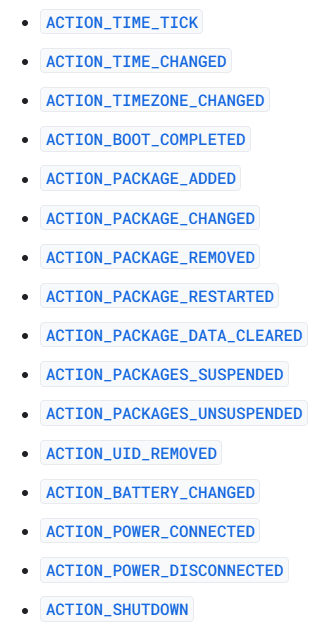 ACTION_TIME_TICK
ACTION_TIME_CHANGED
ACTION_TIMEZONE_CHANGED
ACTION_BOOT_COMPLETED
ACTION_PACKAGE_ADDED
ACTION_PACKAGE_CHANGED
ACTION_PACKAGE_REMOVED
ACTION_PACKAGE_RESTARTED
ACTION_PACKAGE_DATA_CLEARED
ACTION_PACKAGES_SUSPENDED
ACTION_PACKAGES_UNSUSPENDED
ACTION_UID_REMOVED
ACTION_BATTERY_CHANGED
ACTION_POWER_CONNECTED
ACTION_POWER_DISCONNECTED
ACTION_SHUTDOWN